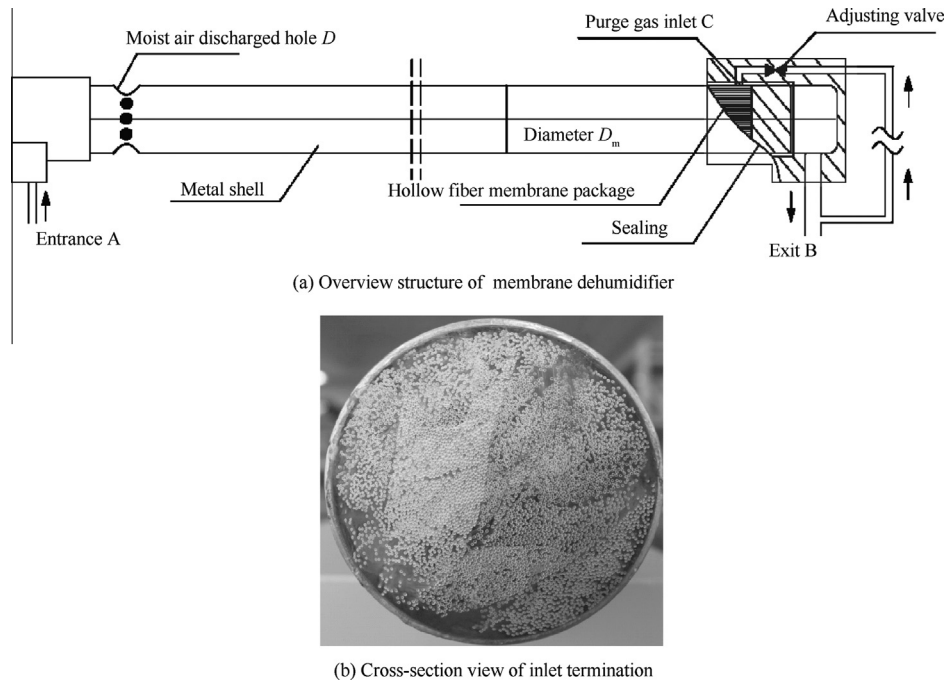 Purge gas inlet C
Adjusting valve
Moist air discharged hole D
Diameter Dm
Metal shell
Hollow fiber membrane package
Sealing
Entrance A
Exit B
(a) Overview structure of membrane dehumidifier
(b) Cross-section view of inlet termination